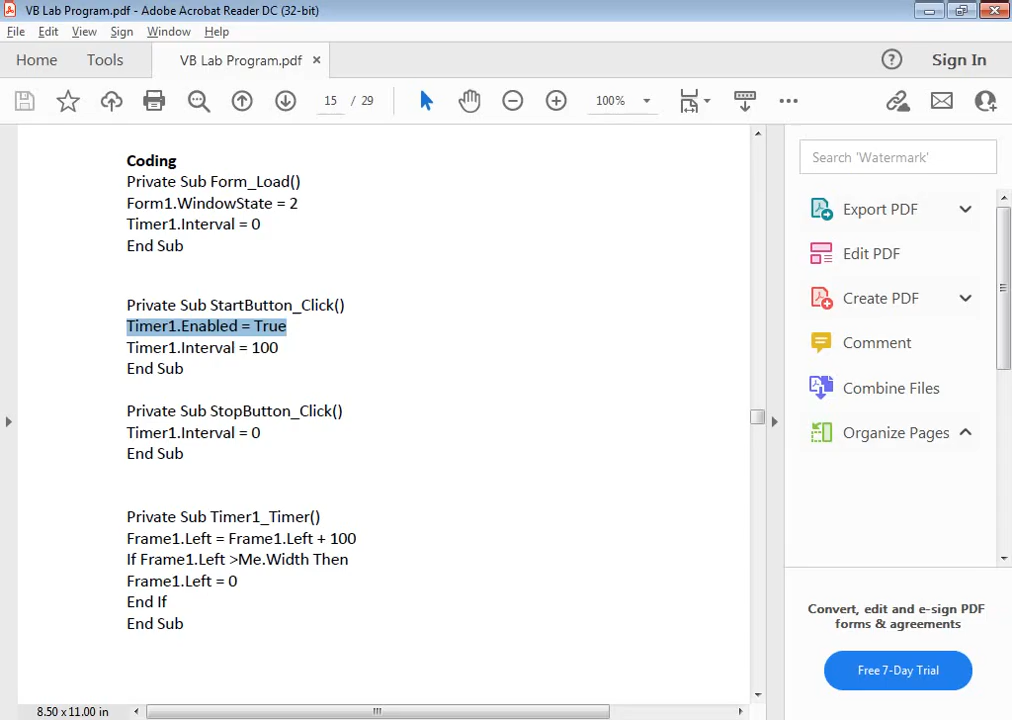 VB Lab Program.pdf - Adobe Acrobat Reader DC (32-bit)
File Edit View Sign Window Help
Home Tools VB Lab Program.pdf × Sign In
15 / 29 100%
Coding
Private Sub Form_Load()
Form1.WindowState = 2
Timer1.Interval = 0
End Sub
Private Sub StartButton_Click()
Timer1.Enabled = True
Timer1.Interval = 100
End Sub
Private Sub StopButton_Click()
Timer1.Interval = 0
End Sub
Private Sub Timer1_Timer()
Frame1.Left = Frame1.Left + 100
If Frame1.Left >Me.Width Then
Frame1.Left = 0
End If
End Sub
8.50 x 11.00 in
Search 'Watermark'
Export PDF
Edit PDF
Create PDF
Comment
Combine Files
Organize Pages
Convert, edit and e-sign PDF
forms & agreements
Free 7-Day Trial